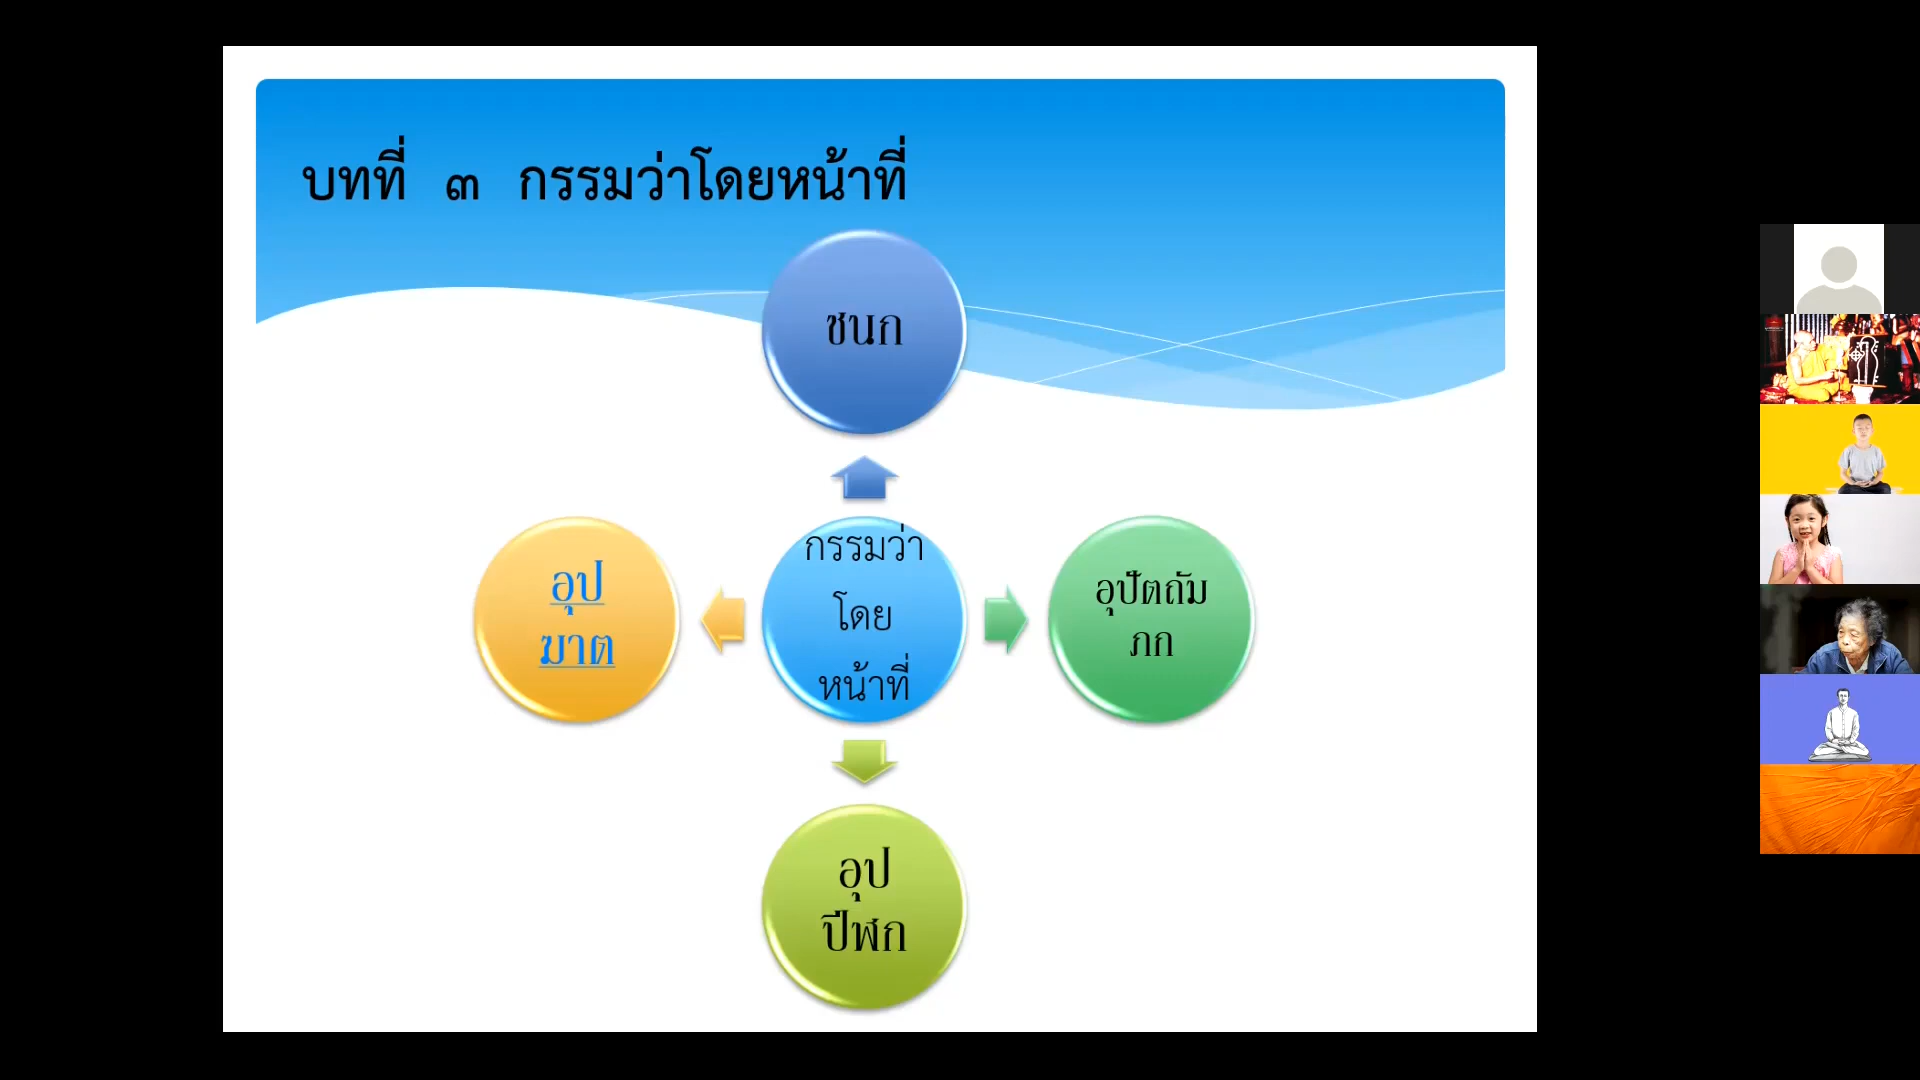 บทที่ ๓ กรรมว่าโดยหน้าที่
ชนก
อุป
ฆาต
กรรมว่า
โดย
หน้าที่
อุปัตถัม
ภก
อุป
ปีฬก